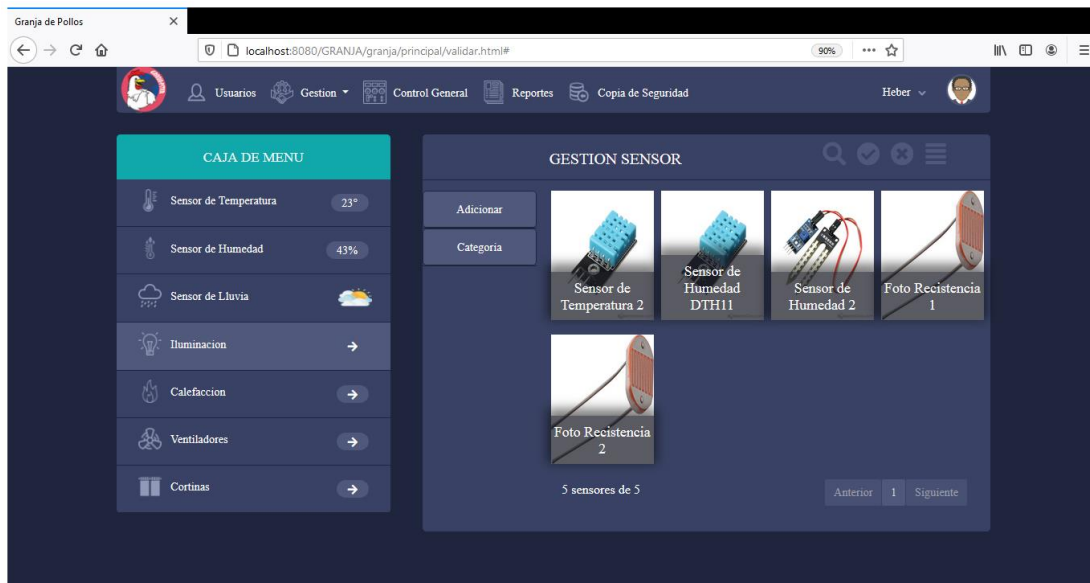 Granja de Pollos
localhost:8080/GRANJA/granja/principal/validar.html#
90%
Usuarios
Gestion
Control General
Reportes
Copia de Seguridad
Heber
CAJA DE MENU
Sensor de Temperatura
23°
Sensor de Humedad
43%
Sensor de Lluvia
Iluminacion
Calefaccion
Ventiladores
Cortinas
GESTION SENSOR
Adicionar
Categoria
Sensor de
Temperatura 2
Sensor de
Humedad
DTH11
Sensor de
Humedad 2
Foto Recistencia
1
Foto Recistencia
2
5 sensores de 5
Anterior
1
Siguiente